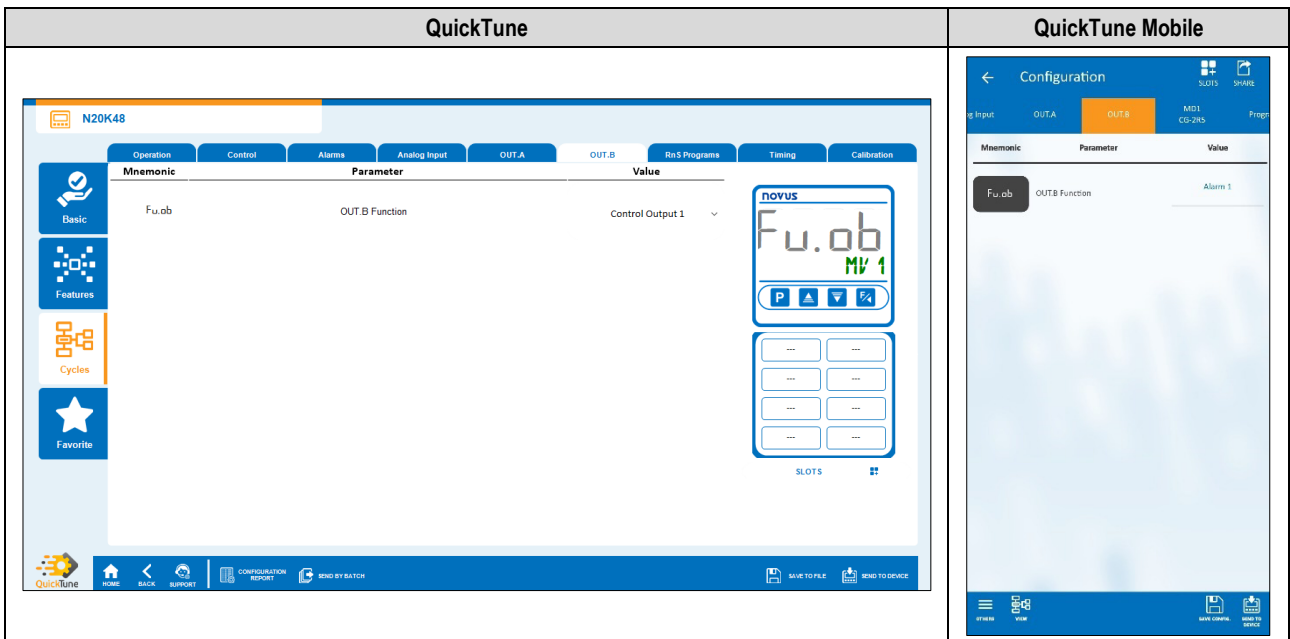 QuickTune
QuickTune Mobile
N20K48
Operation Control Alarms Analog Input OUT.A OUT.B RnS Programs Timing Calibration
Mnemonic Parameter Value
Fu.ob OUT.B Function Control Output 1
Basic
Features
Cycles
Favorite
novus
Fu.ob
MV 1
P F/
--- ---
--- ---
--- ---
--- ---
SLOTS
QuickTune
HOME BACK SUPPORT CONFIGURATION REPORT SEND BY BATCH SAVE TO FILE SEND TO DEVICE
Configuration
SLOTS SHARE
og Input OUT.A OUT.B MD1 Progr
CG-2R5
Mnemonic Parameter Value
Fu.ob OUT.B Function Alarm 1
OTHERS VIEW SAVE CONFIG. SEND TO
DEVICE